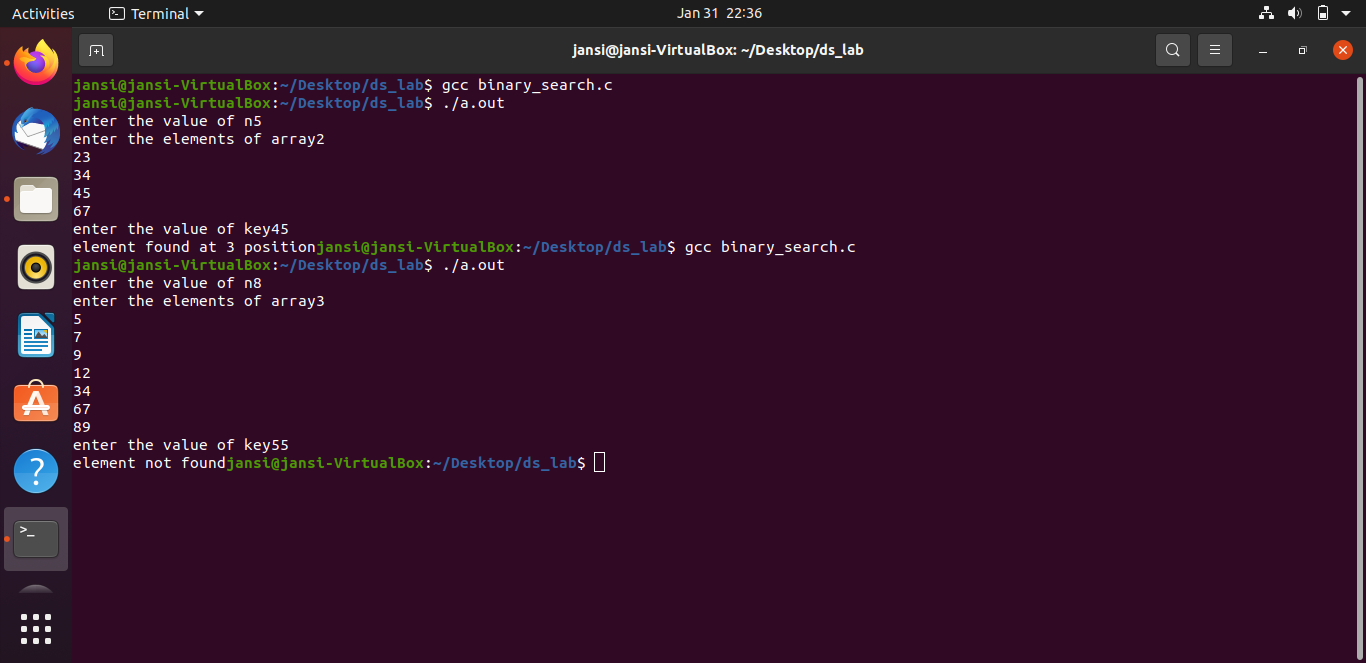 Activities
Terminal
Jan 31 22:36
jansi@jansi-VirtualBox: ~/Desktop/ds_lab
jansi@jansi-VirtualBox:~/Desktop/ds_lab$ gcc binary_search.c
jansi@jansi-VirtualBox:~/Desktop/ds_lab$ ./a.out
enter the value of n5
enter the elements of array2
23
34
45
67
enter the value of key45
element found at 3 positionjansi@jansi-VirtualBox:~/Desktop/ds_lab$ gcc binary_search.c
jansi@jansi-VirtualBox:~/Desktop/ds_lab$ ./a.out
enter the value of n8
enter the elements of array3
5
7
9
12
34
67
89
enter the value of key55
element not foundjansi@jansi-VirtualBox:~/Desktop/ds_lab$